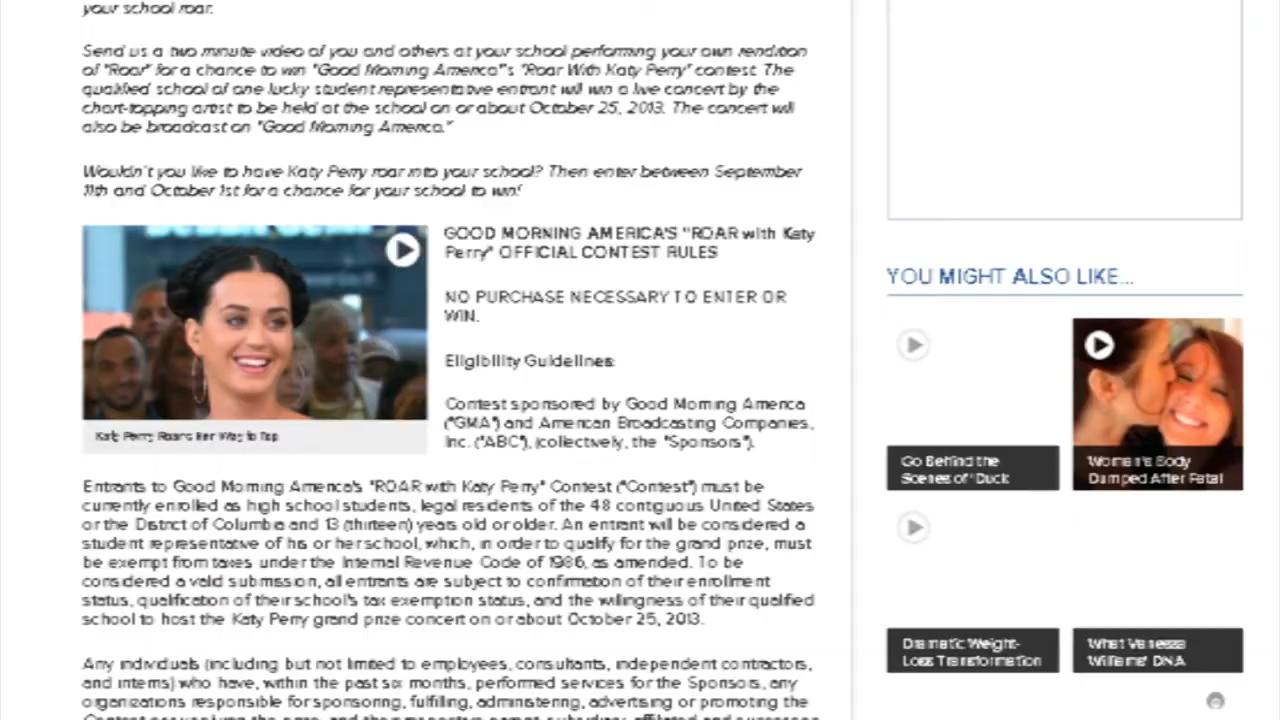 your school roar.
Send us a two minute video of you and others at your school performing your own rendition
of "Roar" for a chance to win "Good Morning America"'s "Roar With Katy Perry" contest. The
qualified school of one lucky student representative entrant will win a live concert by the
chart-topping artist to be held at the school on or about October 25, 2013. The concert will
also be broadcast on "Good Morning America."
Wouldn't you like to have Katy Perry roar into your school? Then enter between September
11th and October 1st for a chance for your school to win!
GOOD MORNING AMERICA'S "ROAR with Katy
Perry" OFFICIAL CONTEST RULES
NO PURCHASE NECESSARY TO ENTER OR
WIN.
Eligibility Guidelines:
Contest sponsored by Good Morning America
("GMA") and American Broadcasting Companies,
Inc. ("ABC"), (collectively, the "Sponsors").
Katy Perry Roars Her Way to Top
Entrants to Good Morning America's "ROAR with Katy Perry" Contest ("Contest") must be
currently enrolled as high school students, legal residents of the 48 contiguous United States
or the District of Columbia and 13 (thirteen) years old or older. An entrant will be considered a
student representative of his or her school, which, in order to qualify for the grand prize, must
be exempt from taxes under the Internal Revenue Code of 1986, as amended. To be
considered a valid submission, all entrants are subject to confirmation of their enrollment
status, qualification of their school's tax exemption status, and the willingness of their qualified
school to host the Katy Perry grand prize concert on or about October 25, 2013.
Any individuals (including but not limited to employees, consultants, independent contractors,
and interns) who have, within the past six months, performed services for the Sponsors, any
organizations responsible for sponsoring, fulfilling, administering, advertising or promoting the
YOU MIGHT ALSO LIKE...
Go Behind the
Scenes of 'Duck
Woman's Body
Dumped After Fatal
Dramatic Weight-
Loss Transformation
What Vanessa
Williams' DNA